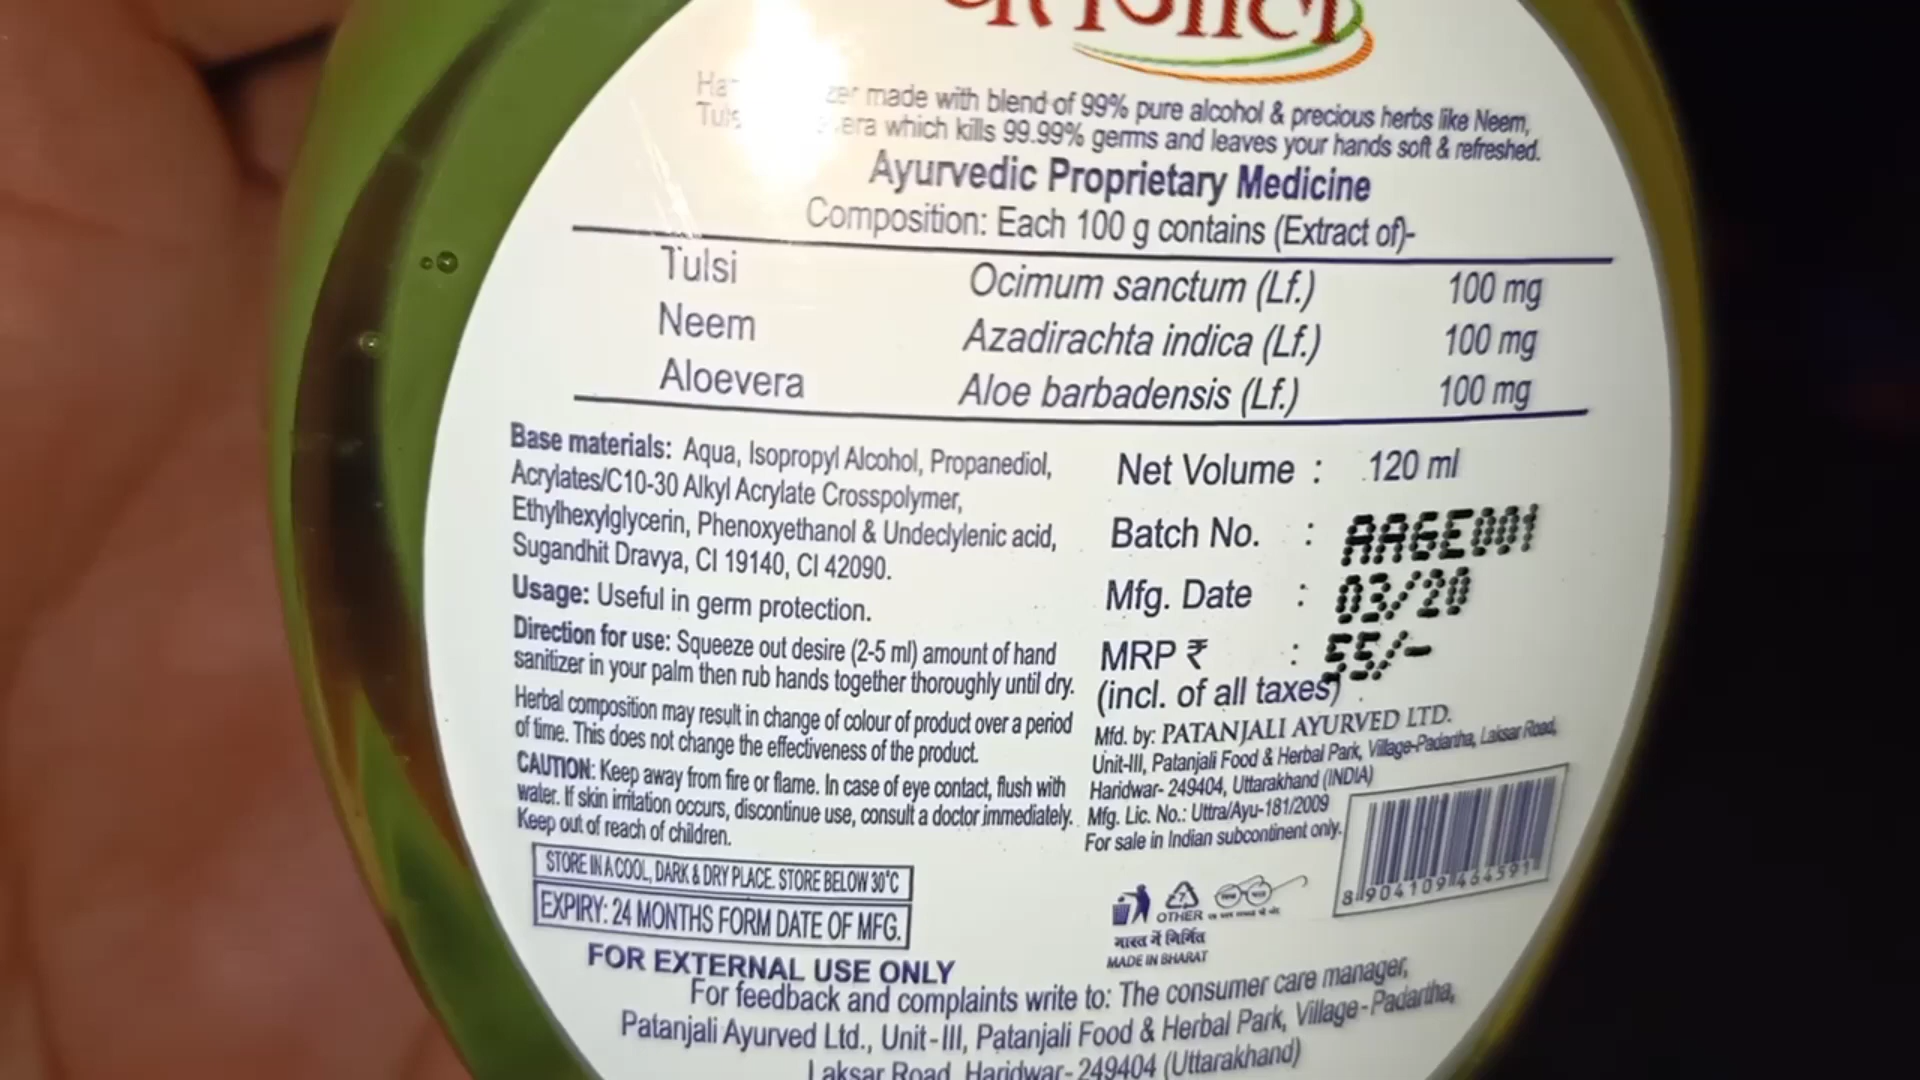 पतंजलि
zer made with blend of 99% pure alcohol & precious herbs like Neem,
which kills 99.99% germs and leaves your hands soft & refreshed.
Ayurvedic Proprietary Medicine
Composition: Each 100 g contains (Extract of)-
Tulsi Ocimum sanctum (Lf.) 100 mg
Neem Azadirachta indica (Lf.) 100 mg
Aloevera Aloe barbadensis (Lf.) 100 mg
Base materials: Aqua, Isopropyl Alcohol, Propanediol,
Acrylates/C10-30 Alkyl Acrylate Crosspolymer,
Ethylhexylglycerin, Phenoxyethanol & Undeclylenic acid,
Sugandhit Dravya, CI 19140, CI 42090.
Usage: Useful in germ protection.
Direction for use: Squeeze out desire (2-5 ml) amount of hand
sanitizer in your palm then rub hands together thoroughly until dry.
Herbal composition may result in change of colour of product over a period
of time. This does not change the effectiveness of the product.
CAUTION: Keep away from fire or flame. In case of eye contact, flush with
water. If skin irritation occurs, discontinue use, consult a doctor immediately.
Keep out of reach of children.
STORE IN A COOL, DARK & DRY PLACE. STORE BELOW 30°C
EXPIRY: 24 MONTHS FORM DATE OF MFG.
FOR EXTERNAL USE ONLY
Net Volume : 120 ml
Batch No. : AAGE001
Mfg. Date : 03/20
MRP ₹ : 55/-
(incl. of all taxes)
Mfd. by: PATANJALI AYURVED LTD.
Unit-III, Patanjali Food & Herbal Park, Village-Padartha, Laksar Road,
Haridwar- 249404, Uttarakhand (INDIA)
Mfg. Lic. No.: Uttra/Ayu-181/2009
For sale in Indian subcontinent only.
8 904109 464591
7
OTHER
भारत में निर्मित
MADE IN BHARAT
For feedback and complaints write to: The consumer care manager,
Patanjali Ayurved Ltd., Unit-III, Patanjali Food & Herbal Park, Village-Padartha,
Laksar Road, Haridwar-249404 (Uttarakhand)